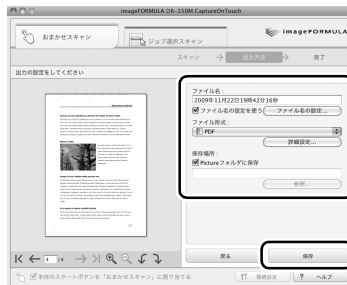 imageFORMULA DR-150M CaptureOnTouch
おまかせスキャン
ジョブ選択スキャン
imageFORMULA
スキャン → 出力方法 → 完了
出力の設定をしてください
ファイル名：
2009年11月22日19時42分16秒
ファイル名の設定を使う
ファイル名の設定...
ファイル形式：
PDF
詳細設定...
保存場所：
Pictureフォルダに保存
参照...
4 /4
戻る
保存
本体のスタートボタンを「おまかせスキャン」に割り当てる
環境設定
? ヘルプ